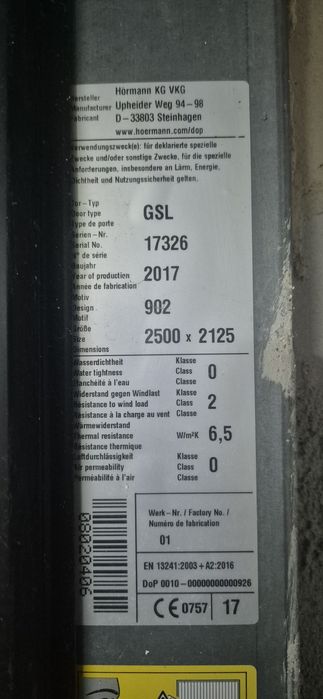 Hersteller
Manufacturer
Fabricant
Hörmann KG VKG
Upheider Weg 94-98
D-33803 Steinhagen
www.hoermann.com/dop
Verwendungszweck(e): für deklarierte spezielle
Zwecke und/oder sonstige Zwecke, für die spezielle
Anforderungen, insbesondere an Lärm, Energie,
Dichtheit und Nutzungssicherheit gelten.
Tor-Typ
Door type
Type de porte
GSL
Serien-Nr.
Serial No.
N° de série
17326
Baujahr
Year of production
Année de fabrication
2017
Motiv
Design
Motif
902
Größe
Size
Dimensions
2500 x 2125
Wasserdichtheit Klasse
Water tightness Class
Etanchéité à l'eau Classe
0
Widerstand gegen Windlast Klasse
Resistance to wind load Class
Résistance à la charge au vent Classe
2
Wärmewiderstand
Thermal resistance W/m²K
Résistance thermique
6,5
Luftdurchlässigkeit Klasse
Air permeability Class
Perméabilité à l'air Classe
0
08020406
Werk-Nr. / Factory No. /
Numéro de fabrication
01
EN 13241:2003+A2:2016
DoP 0010-00000000000926
CE 0757 17